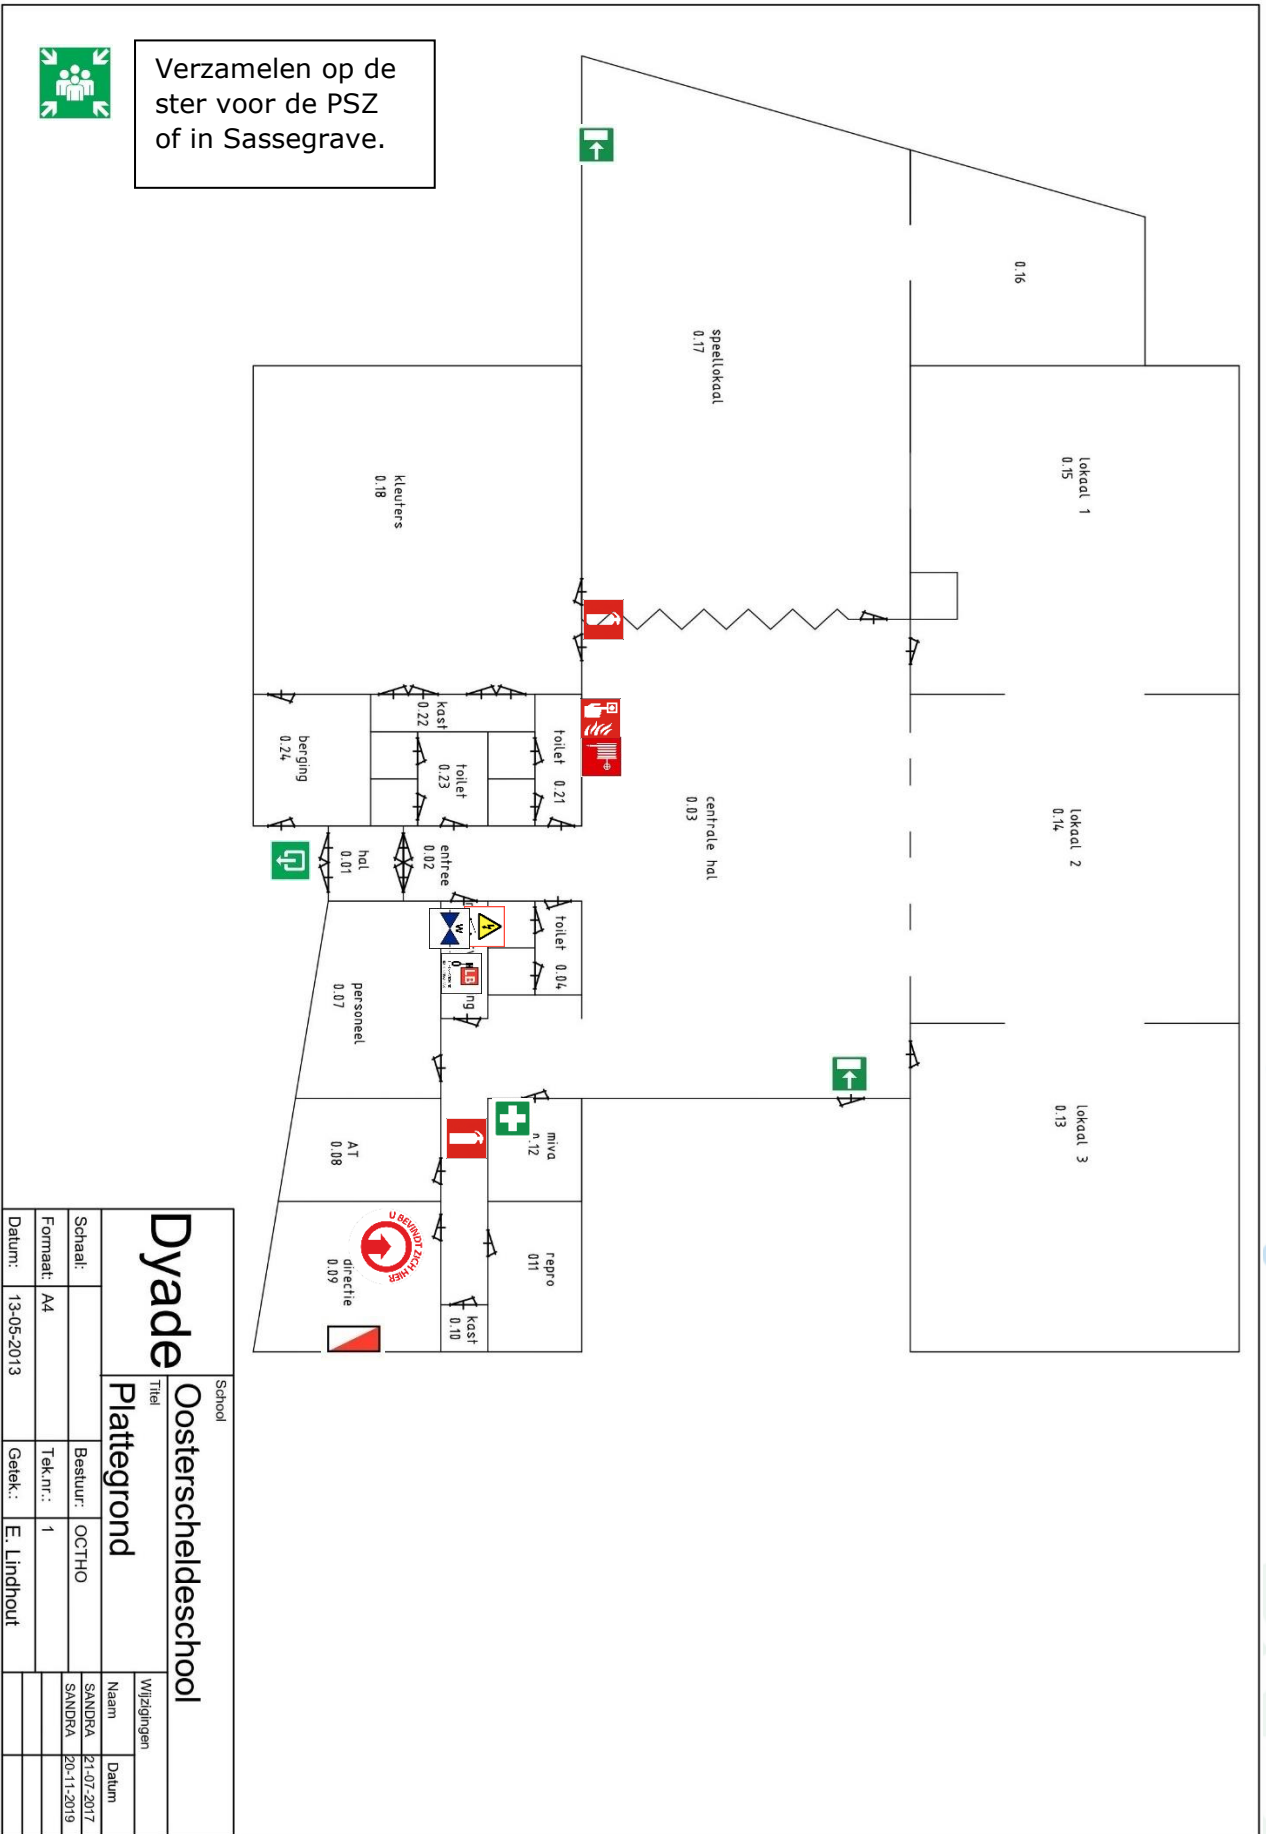 Verzamelen op de
ster voor de PSZ
of in Sassegrave.
0.16
speellokaal
0.17
lokaal 1
0.15
kleuters
0.18
kast
0.22
toilet 0.21
toilet
0.23
berging
0.24
centrale hal
0.03
lokaal 2
0.14
hal
0.01
entree
0.02
toilet 0.04
W
ng
personeel
0.07
lokaal 3
0.13
miva
0.12
AT
0.08
U BEVINDT ZICH HIER
directie
0.09
repro
011
kast
0.10
Dyade
School
Oosterscheldeschool
Titel
Plattegrond
Wijzigingen
Naam Datum
SANDRA 21-07-2017
SANDRA 20-11-2019
Schaal:
Bestuur: OCTHO
Formaat: A4
Tek.nr.: 1
Datum: 13-05-2013
Getek.: E. Lindhout